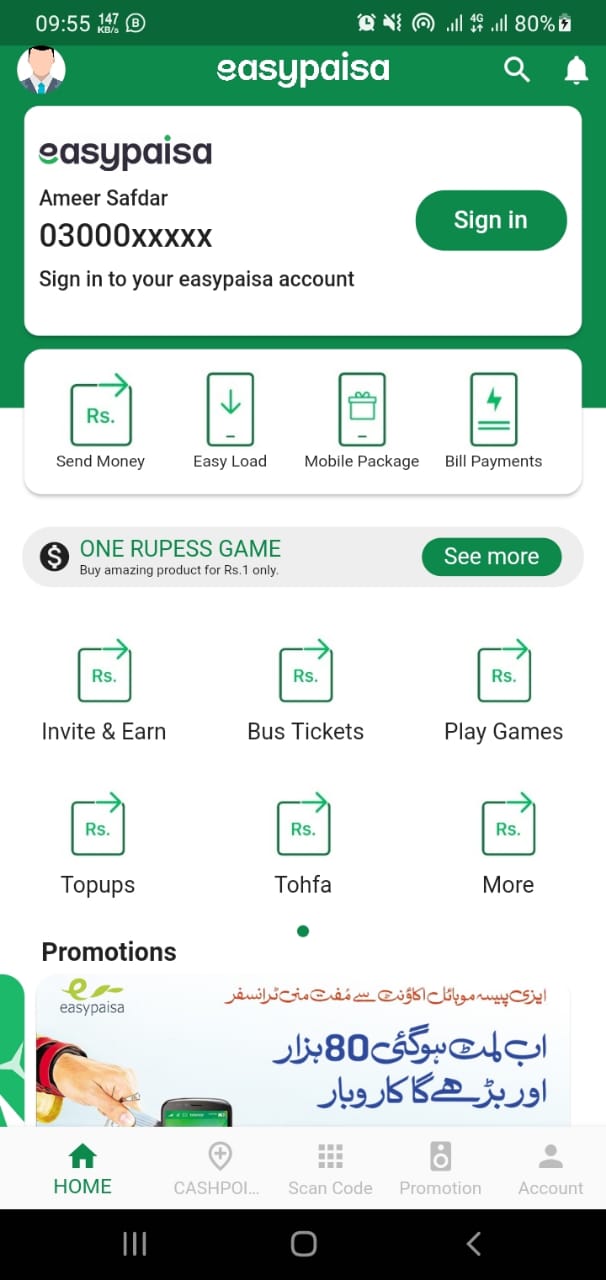 09:55 147 KB/s B 4G 80%
easypaisa
easypaisa
Ameer Safdar
03000xxxxx
Sign in
Sign in to your easypaisa account
Rs.
Send Money Easy Load Mobile Package Bill Payments
$ ONE RUPESS GAME
Buy amazing product for Rs.1 only.
See more
Rs. Rs. Rs.
Invite & Earn Bus Tickets Play Games
Rs. Rs. Rs.
Topups Tohfa More
Promotions
easypaisa
ایزی پیسہ موبائل اکاؤنٹ سے مُفت منی ٹرانسفر
اب لمٹ ہوگئی 80 ہزار
اور بڑھے گا کاروبار
HOME CASHPOI... Scan Code Promotion Account